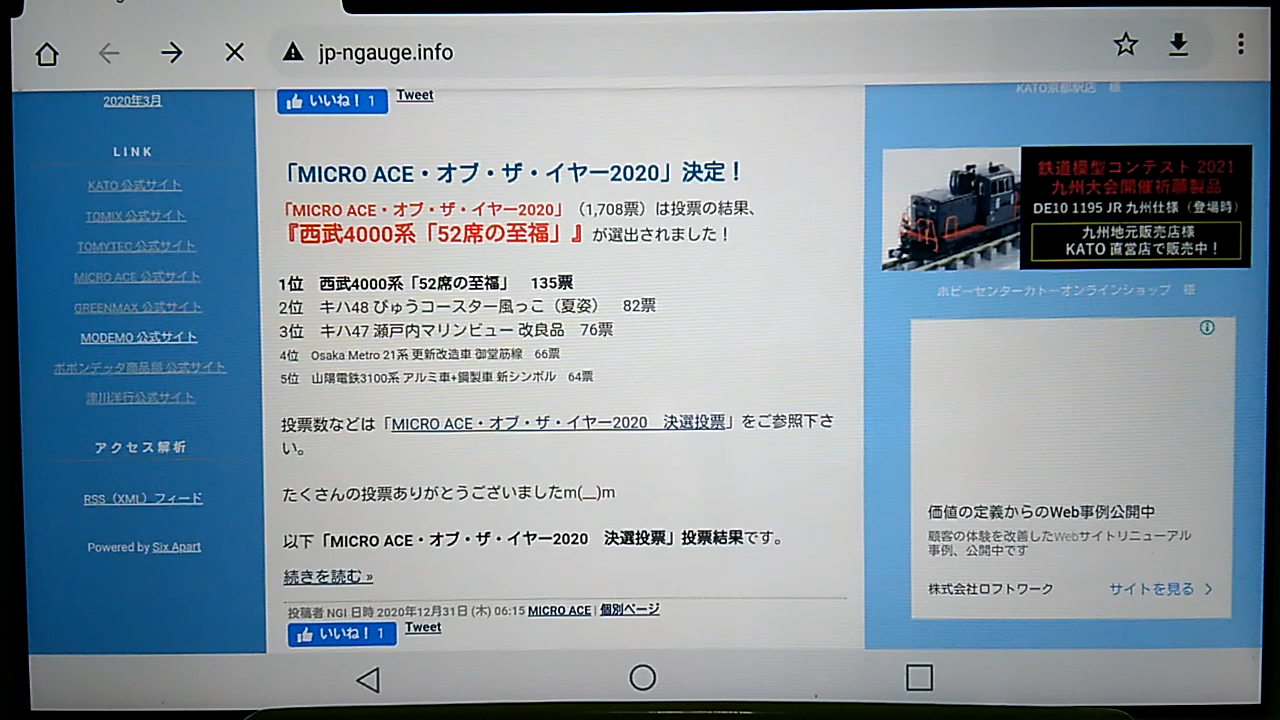 jp-ngauge.info
2020年3月
LINK
KATO 公式サイト
TOMIX 公式サイト
TOMYTEC 公式サイト
MICRO ACE 公式サイト
GREENMAX 公式サイト
MODEMO 公式サイト
ポポンデッタ商品部 公式サイト
津川洋行公式サイト
アクセス解析
RSS（XML）フィード
Powered by Six Apart
いいね！ 1
Tweet
「MICRO ACE・オブ・ザ・イヤー2020」決定！
「MICRO ACE・オブ・ザ・イヤー2020」（1,708票）は投票の結果、
『西武4000系「52席の至福」』が選出されました！
1位　西武4000系「52席の至福」　135票
2位　キハ48 びゅうコースター風っこ（夏姿）　82票
3位　キハ47 瀬戸内マリンビュー 改良品　76票
4位　Osaka Metro 21系 更新改造車 御堂筋線　66票
5位　山陽電鉄3100系 アルミ車+鋼製車 新シンボル　64票
投票数などは「MICRO ACE・オブ・ザ・イヤー2020　決選投票」をご参照下さ
い。
たくさんの投票ありがとうございましたm(__)m
以下「MICRO ACE・オブ・ザ・イヤー2020　決選投票」投票結果です。
続きを読む »
投稿者 NGI 日時 2020年12月31日 (木) 06:15 MICRO ACE | 個別ページ
いいね！ 1
Tweet
KATO京都駅店　様
鉄道模型コンテスト 2021
九州大会開催祈願製品
DE10 1195 JR 九州仕様（登場時）
九州地元販売店様
KATO 直営店で販売中！
ホビーセンターカトーオンラインショップ　様
価値の定義からのWeb事例公開中
顧客の体験を改善したWebサイトリニューアル
事例、公開中です
株式会社ロフトワーク
サイトを見る